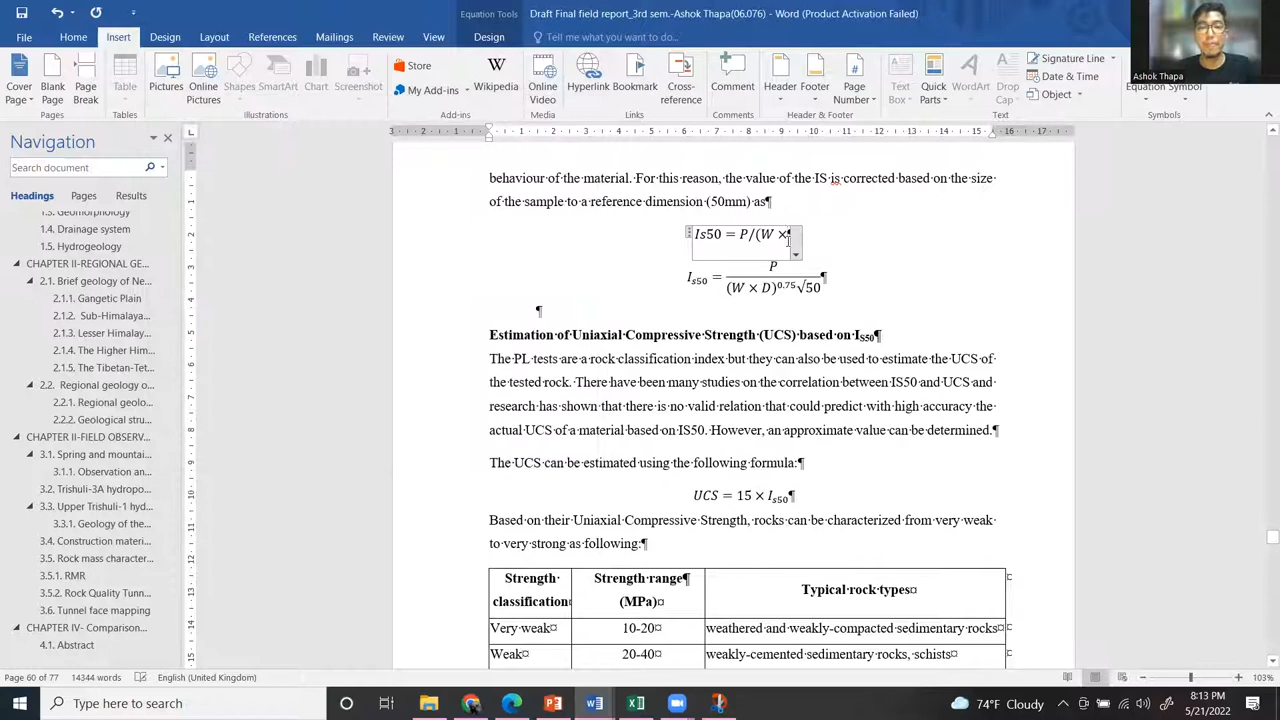 Equation Tools
Draft Final field report_3rd sem.-Ashok Thapa(06.076) - Word (Product Activation Failed)
File
Home
Insert
Draw
Design
Layout
References
Mailings
Review
View
Design
Tell me what you want to do...
Cover Page
Blank Page
Page Break
Pages
Table
Tables
Pictures
Online Pictures
Shapes
SmartArt
Chart
Screenshot
Illustrations
Store
My Add-ins
Wikipedia
Add-ins
Online Video
Media
Hyperlink
Bookmark
Cross-reference
Links
Comment
Comments
Header
Footer
Page Number
Text Box
Quick Parts
WordArt
Drop Cap
Signature Line
Date & Time
Object
Equation
Symbol
Symbols
Ashok Thapa
Navigation
Search document
Headings
Pages
Results
1.3. Geomorphology
1.4. Drainage system
1.5. Hydrogeology
CHAPTER II-REGIONAL GE...
2.1. Brief geology of Ne...
2.1.1. Gangetic Plain
2.1.2. Sub-Himalaya...
2.1.3. Lesser Himalay...
2.1.4. The Higher Him...
2.1.5. The Tibetan-Tet...
2.2. Regional geology o...
2.2.1. Regional geolo...
2.2.2. Geological stru...
CHAPTER II-FIELD OBSERV...
3.1. Spring and mountai...
3.1.1. Observation an...
3.2. Trishuli-3A hydropo...
3.3. Upper Trishuli-1 hyd...
3.3.1. Geology of the...
3.4. Construction materi...
3.5. Rock mass character...
3.5.1. RMR
3.5.2. Rock Quality Tunn...
3.6. Tunnel face mapping
CHAPTER IV- Comparison...
4.1. Abstract
behaviour of the material. For this reason, the value of the IS is corrected based on the size
of the sample to a reference dimension (50mm) as¶
Is50 = P/(W ×¶
I_s50 = P / (W × D)^0.75 √50 ¶
¶
Estimation of Uniaxial Compressive Strength (UCS) based on I_S50¶
The PL tests are a rock classification index but they can also be used to estimate the UCS of
the tested rock. There have been many studies on the correlation between IS50 and UCS and
research has shown that there is no valid relation that could predict with high accuracy the
actual UCS of a material based on IS50. However, an approximate value can be determined.¶
The UCS can be estimated using the following formula:¶
UCS = 15 × I_s50¶
Based on their Uniaxial Compressive Strength, rocks can be characterized from very weak
to very strong as following:¶
Strength classification¤
Strength range¶ (MPa)¤
Typical rock types¤
Very weak¤
10-20¤
weathered and weakly-compacted sedimentary rocks¤
Weak¤
20-40¤
weakly-cemented sedimentary rocks, schists¤
Page 60 of 77
14344 words
English (United Kingdom)
103%
Type here to search
74°F Cloudy
8:13 PM
5/21/2022